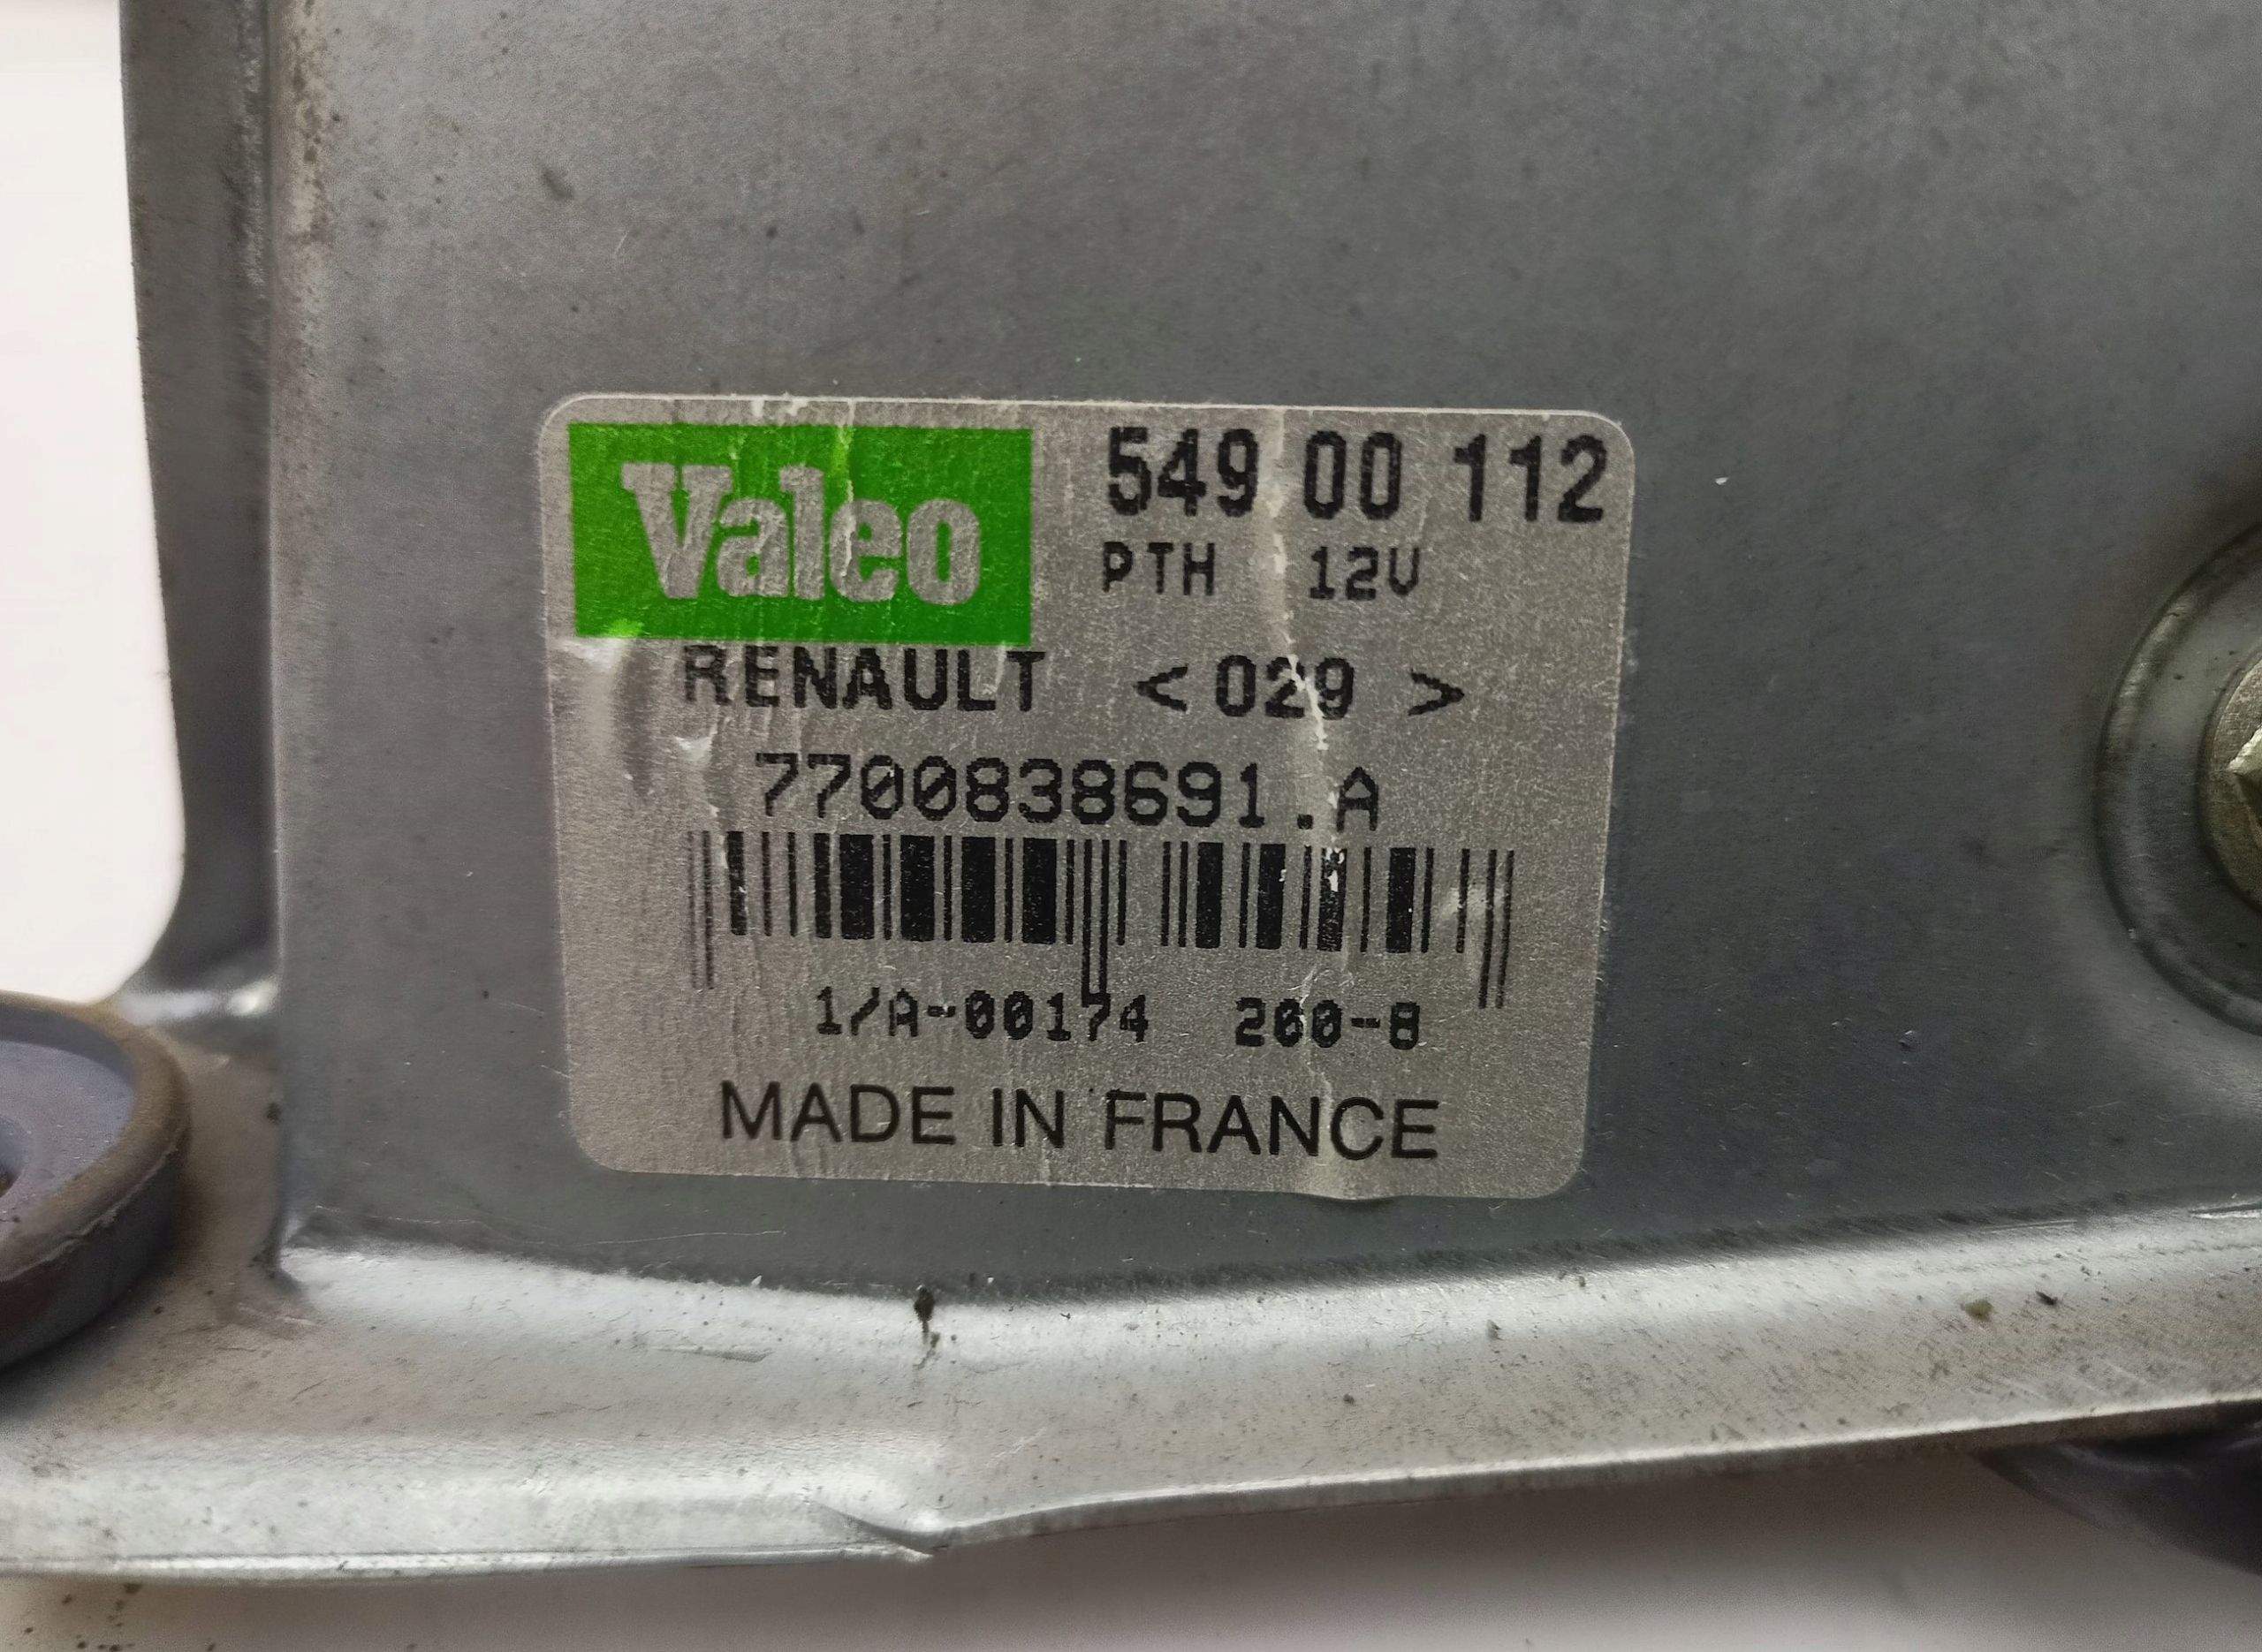 Valeo 549 00 112
PTH 12V
RENAULT <029 >
7700838691.A
1/A-00174 260-8
MADE IN FRANCE